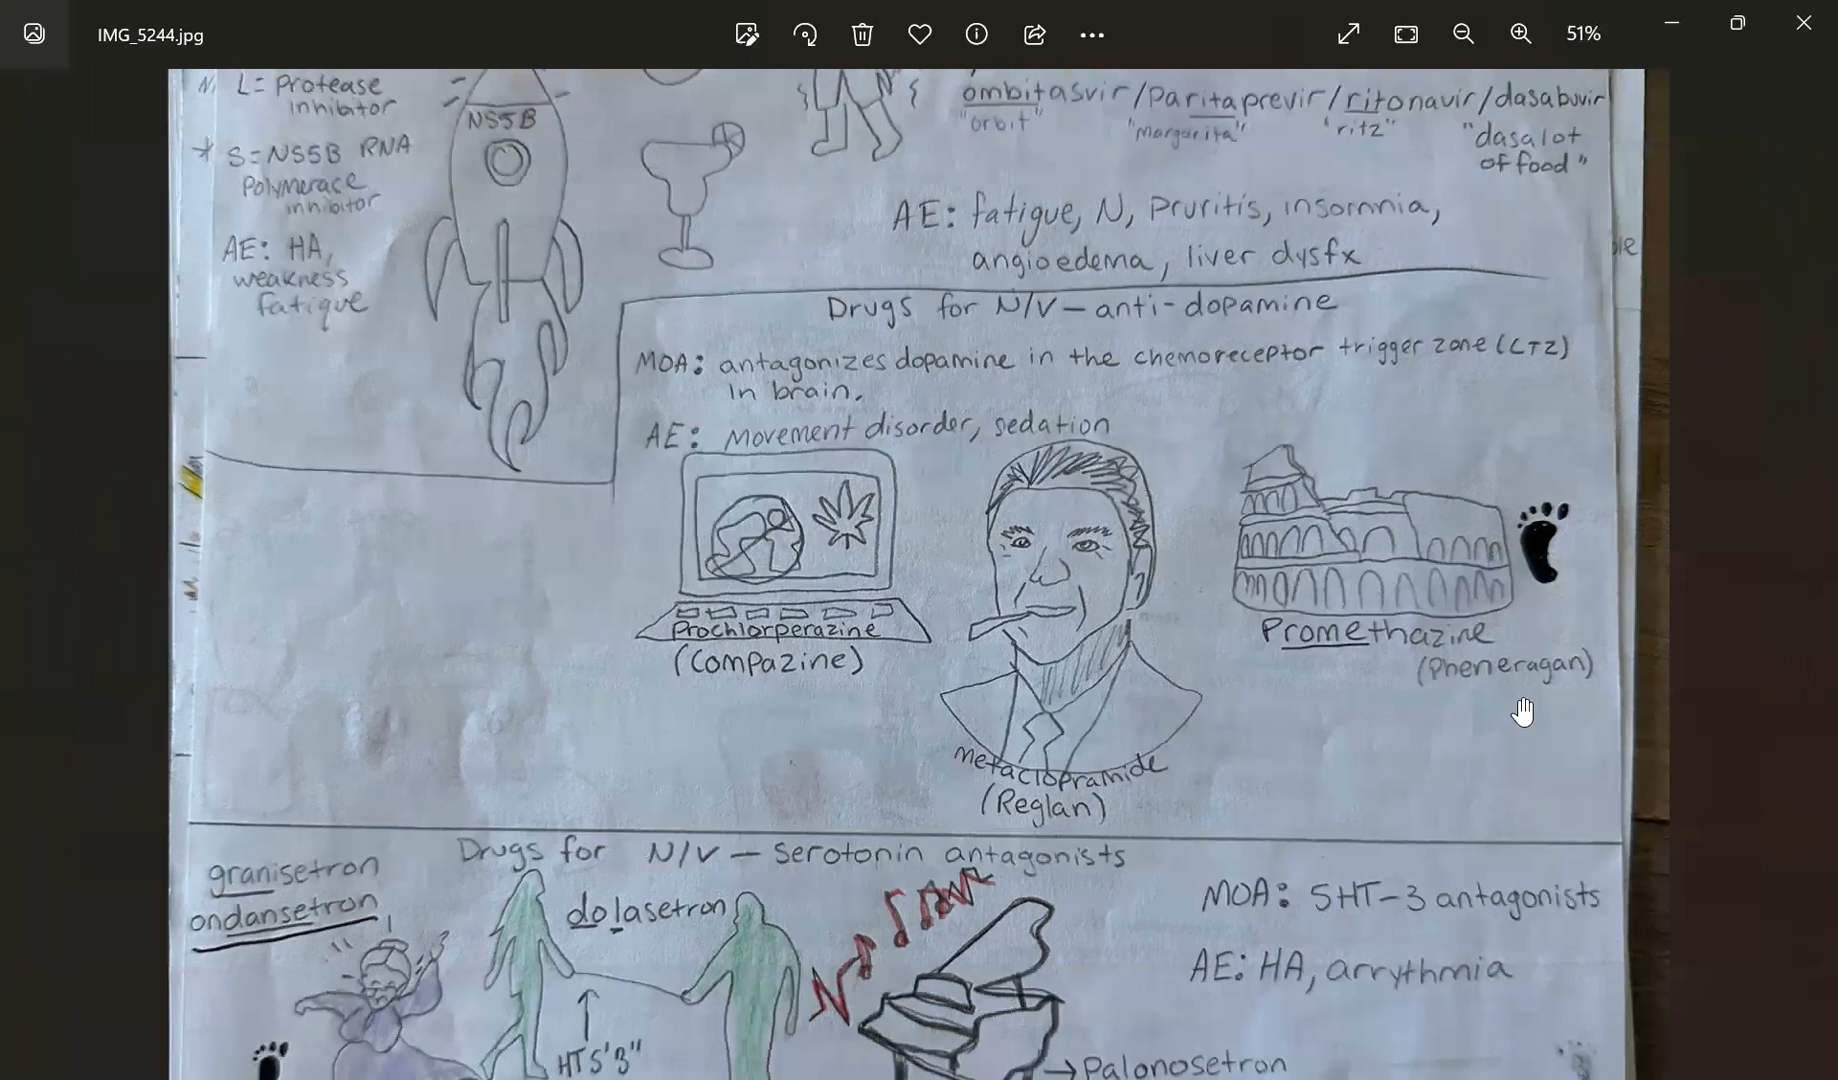 IMG_5244.jpg
51%
L= Protease
inhibitor
* S=NS5B RNA
Polymerace
inhibitor
AE: HA,
weakness
fatigue
NS5B
ombitasvir/paritaprevir/ritonavir/dasabuvir
"orbit" "margarita" "ritz" "dasalot
of food"
AE: fatigue, N, Pruritis, insomnia,
angioedema, liver dysfx
Drugs for N/V – anti-dopamine
MOA: antagonizes dopamine in the chemoreceptor trigger zone (CTZ)
in brain.
AE: Movement disorder, sedation
Prochlorperazine
(Compazine)
metaclopramide
(Reglan)
Promethazine
(Pheneragan)
Drugs for N/V – Serotonin antagonists
granisetron
ondansetron
dolasetron
HT5'3"
MOA: 5HT-3 antagonists
AE: HA, arrythmia
→Palonosetron